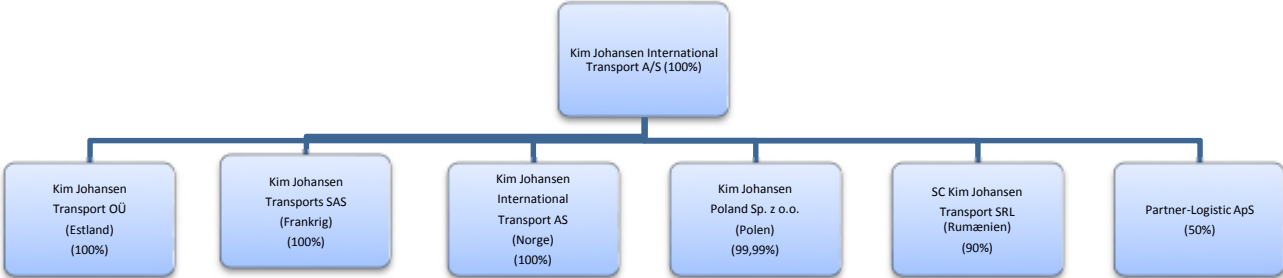 Kim Johansen International
Transport A/S (100%)
Kim Johansen
Transport OÜ
(Estland)
(100%)
Kim Johansen
Transports SAS
(Frankrig)
(100%)
Kim Johansen
International
Transport AS
(Norge)
(100%)
Kim Johansen
Poland Sp. z o.o.
(Polen)
(99,99%)
SC Kim Johansen
Transport SRL
(Rumænien)
(90%)
Partner-Logistic ApS
(50%)